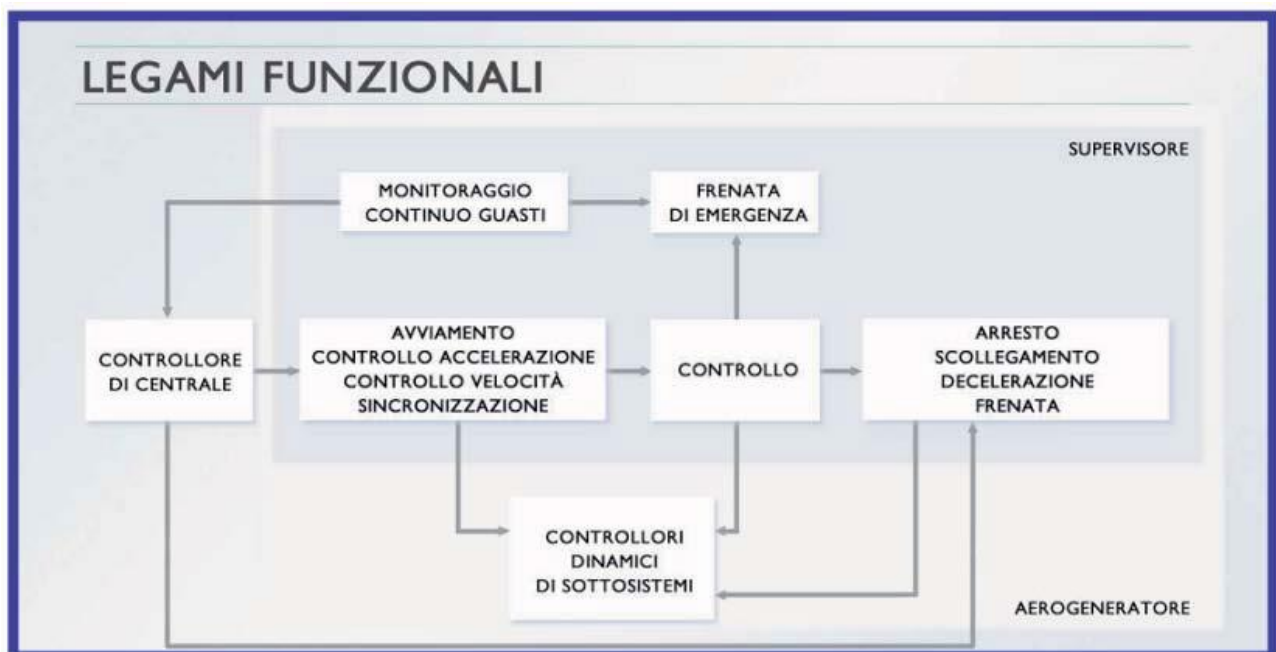 LEGAMI FUNZIONALI
SUPERVISORE
MONITORAGGIO
CONTINUO GUASTI
FRENATA
DI EMERGENZA
CONTROLLORE
DI CENTRALE
AVVIAMENTO
CONTROLLO ACCELERAZIONE
CONTROLLO VELOCITÀ
SINCRONIZZAZIONE
CONTROLLO
ARRESTO
SCOLLEGAMENTO
DECELERAZIONE
FRENATA
CONTROLLORI
DINAMICI
DI SOTTOSISTEMI
AEROGENERATORE